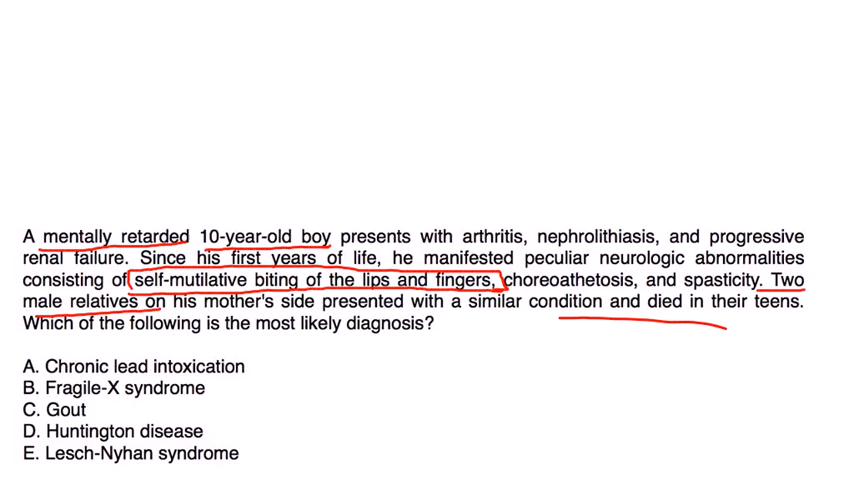 A mentally retarded 10-year-old boy presents with arthritis, nephrolithiasis, and progressive
renal failure. Since his first years of life, he manifested peculiar neurologic abnormalities
consisting of self-mutilative biting of the lips and fingers, choreoathetosis, and spasticity. Two
male relatives on his mother's side presented with a similar condition and died in their teens.
Which of the following is the most likely diagnosis?
A. Chronic lead intoxication
B. Fragile-X syndrome
C. Gout
D. Huntington disease
E. Lesch-Nyhan syndrome